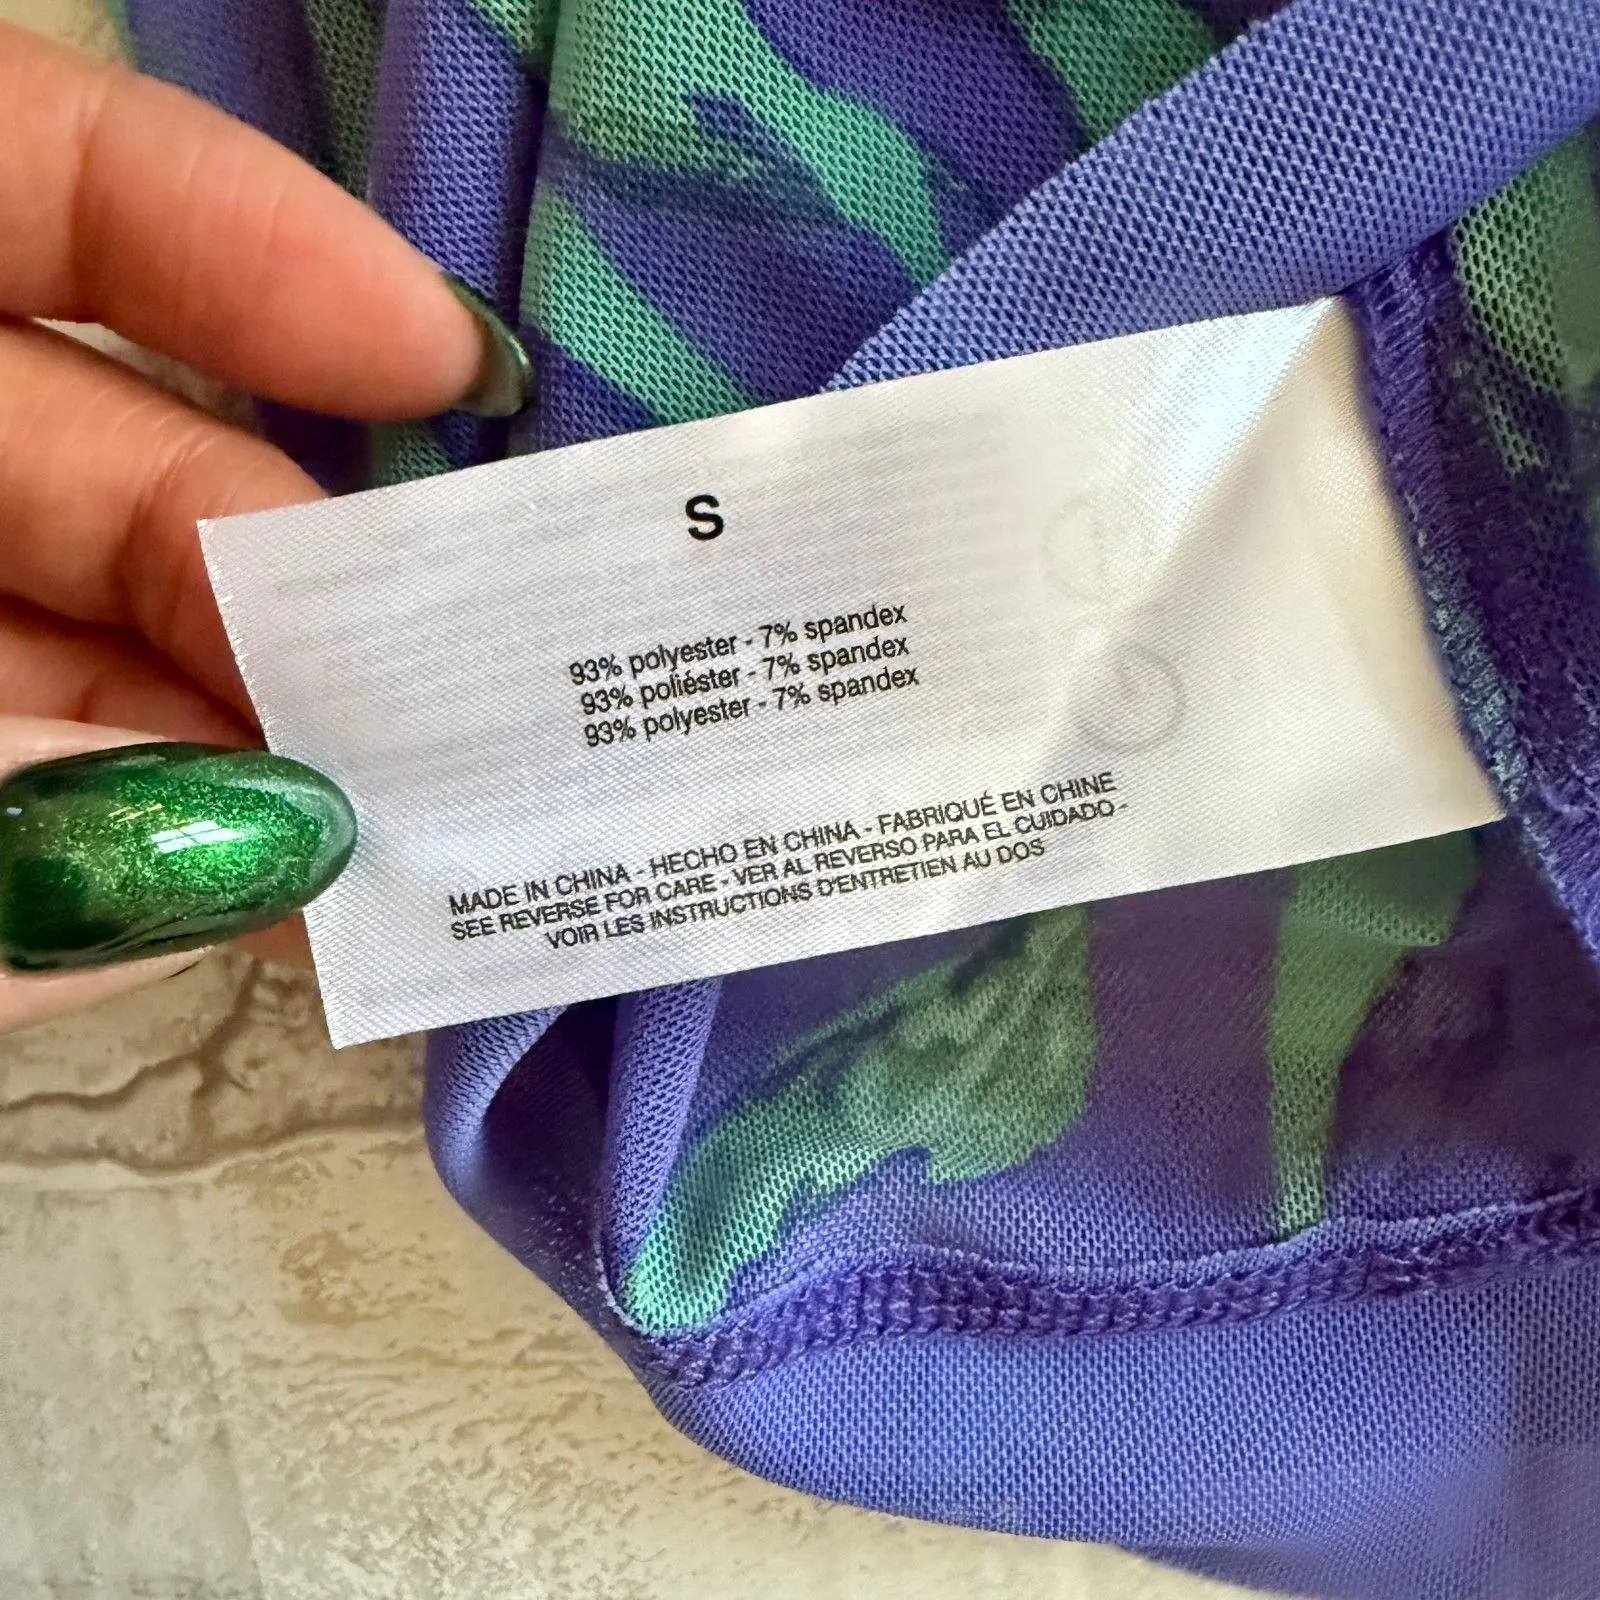 S
93% polyester - 7% spandex
93% poliéster - 7% spandex
93% polyester - 7% spandex
MADE IN CHINA - HECHO EN CHINA - FABRIQUÉ EN CHINE
SEE REVERSE FOR CARE - VER AL REVERSO PARA EL CUIDADO -
VOIR LES INSTRUCTIONS D'ENTRETIEN AU DOS